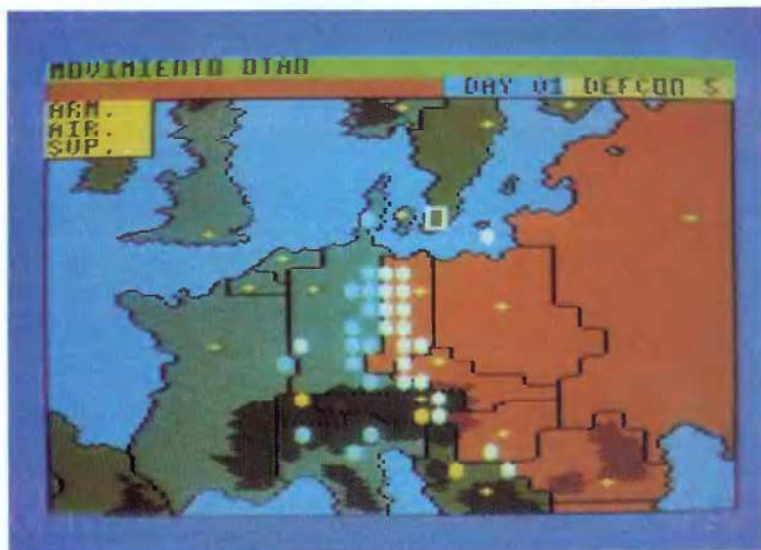 MOVIMIENTO OTAN
DAY 01 DEFCON 5
ARM.
AIR.
SUP.